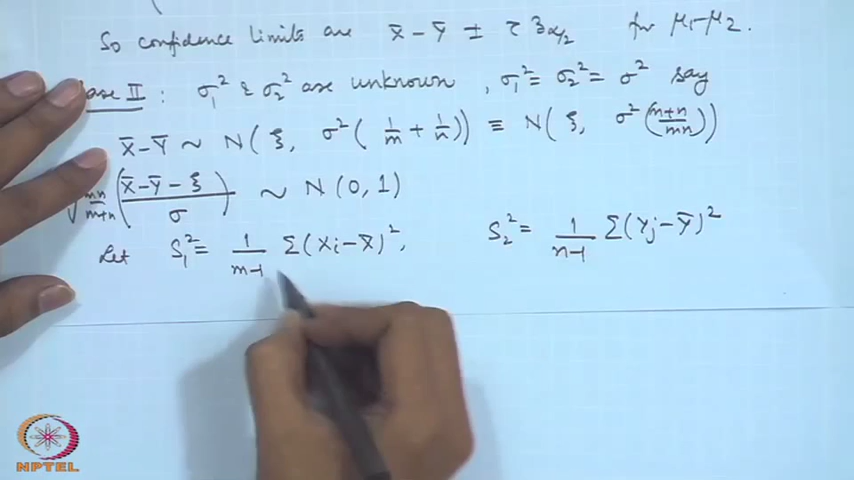 So confidence limits are X̄ - Ȳ ± τ z_{α/2} for μ₁-μ₂.
ase II : σ₁² & σ₂² are unknown , σ₁² = σ₂² = σ² say
X̄-Ȳ ~ N( ξ, σ² ( 1/m + 1/n )) ≡ N( ξ, σ² (m+n/mn))
√mn/m+n (X̄-Ȳ-ξ / σ) ~ N(0,1)
Let S₁² = 1/m-1 Σ(Xi-X̄)², S₂² = 1/n-1 Σ(Yj-Ȳ)²
NPTEL